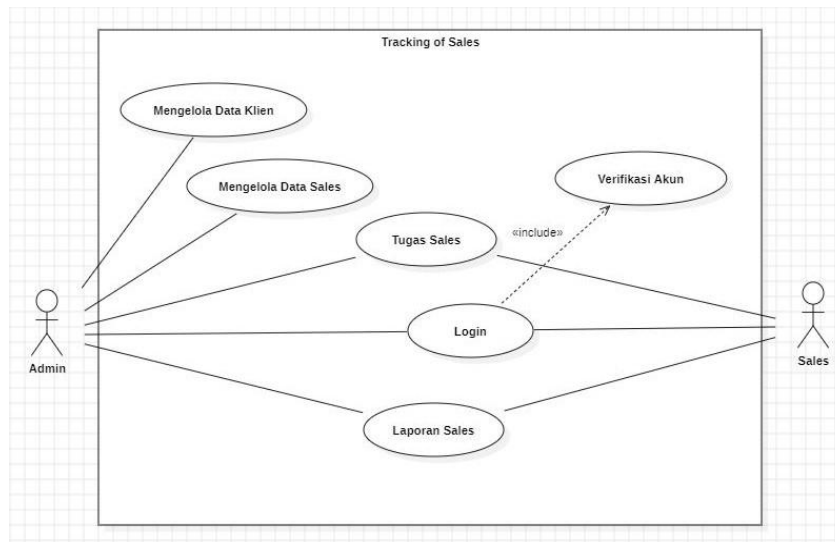 Tracking of Sales
Mengelola Data Klien
Mengelola Data Sales
Verifikasi Akun
Tugas Sales
«include»
Login
Admin
Sales
Laporan Sales